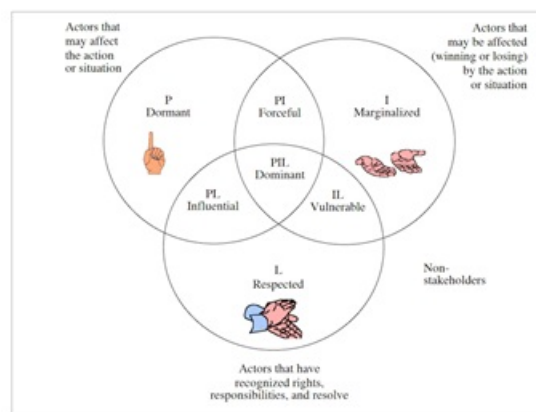 Actors that
may affect
the action
or situation
Actors that
may be affected
(winning or losing)
by the action
or situation
P
Dormant
PI
Forceful
I
Marginalized
PIL
Dominant
PL
Influential
IL
Vulnerable
L
Respected
Non-
stakeholders
Actors that have
recognized rights,
responsibilities, and resolve